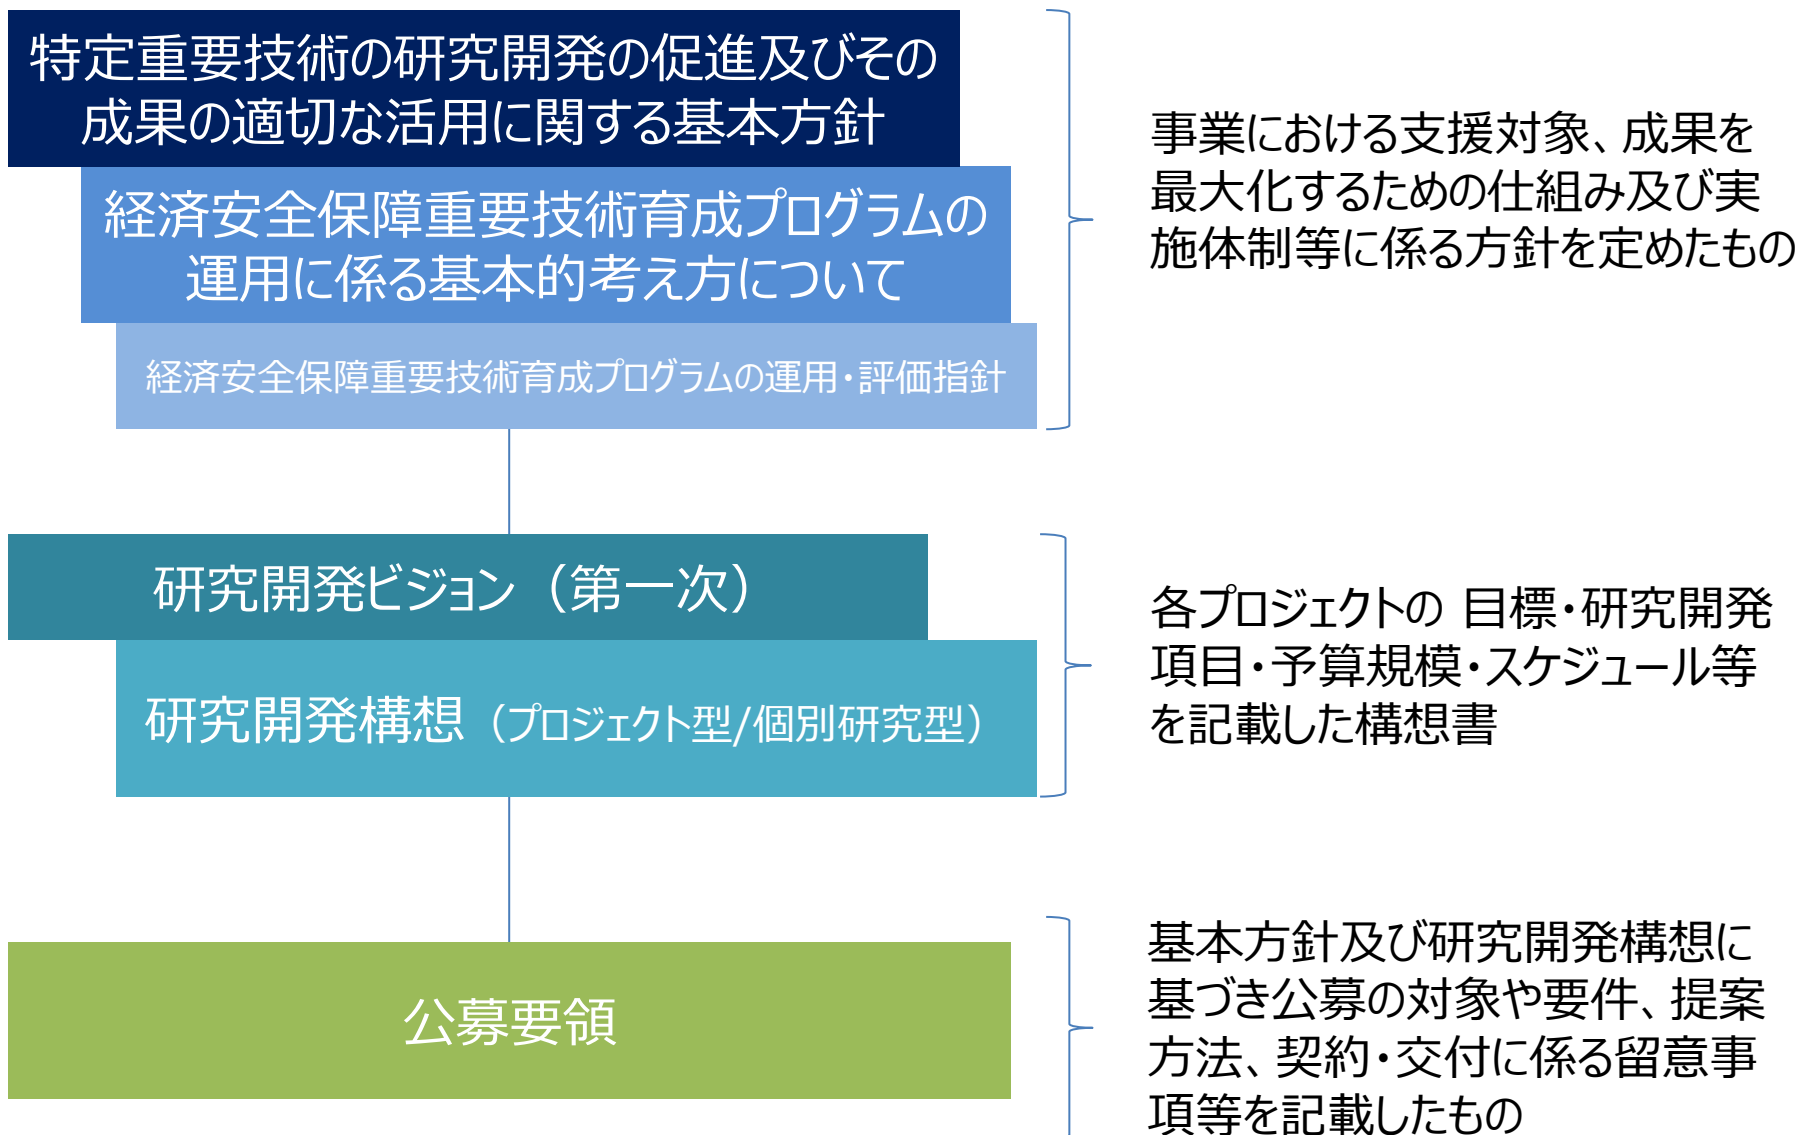 特定重要技術の研究開発の促進及びその
成果の適切な活用に関する基本方針
経済安全保障重要技術育成プログラムの
運用に係る基本的考え方について
経済安全保障重要技術育成プログラムの運用・評価指針
事業における支援対象、成果を
最大化するための仕組み及び実
施体制等に係る方針を定めたもの
研究開発ビジョン（第一次）
研究開発構想（プロジェクト型/個別研究型）
各プロジェクトの 目標・研究開発
項目・予算規模・スケジュール等
を記載した構想書
公募要領
基本方針及び研究開発構想に
基づき公募の対象や要件、提案
方法、契約・交付に係る留意事
項等を記載したもの